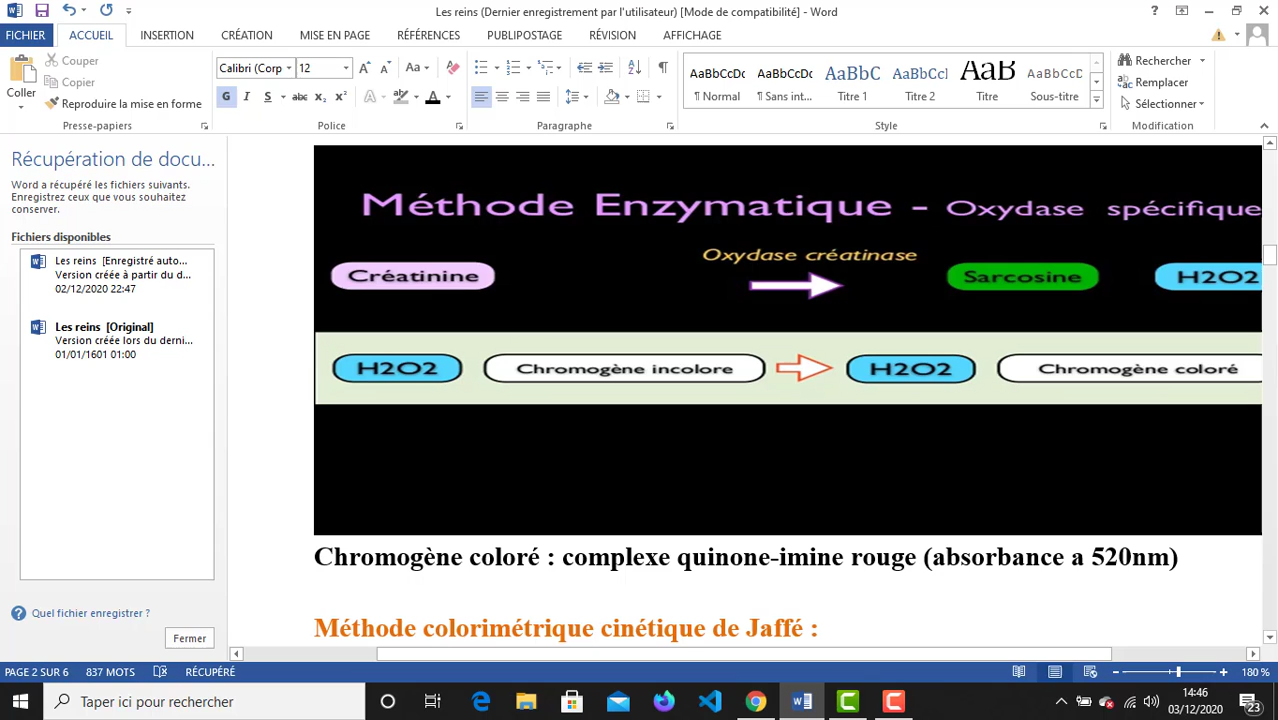 Les reins (Dernier enregistrement par l'utilisateur) [Mode de compatibilité] - Word
FICHIER ACCUEIL INSERTION CRÉATION MISE EN PAGE RÉFÉRENCES PUBLIPOSTAGE RÉVISION AFFICHAGE
Coller
Couper
Copier
Reproduire la mise en forme
Presse-papiers
Calibri (Corp 12
G I S abc x₂ x² A A
Police
Paragraphe
AaBbCcDc AaBbCcDc AaBbC AaBbCc AaB AaBbCcD
¶ Normal ¶ Sans int... Titre 1 Titre 2 Titre Sous-titre
Style
Rechercher
Remplacer
Sélectionner
Modification
Récupération de docu...
Word a récupéré les fichiers suivants.
Enregistrez ceux que vous souhaitez
conserver.
Fichiers disponibles
Les reins [Enregistré auto...
Version créée à partir du d...
02/12/2020 22:47
Les reins [Original]
Version créée lors du derni...
01/01/1601 01:00
Quel fichier enregistrer ?
Fermer
Méthode Enzymatique - Oxydase spécifique
Oxydase créatinase
Créatinine Sarcosine H2O2
H2O2 Chromogène incolore H2O2 Chromogène coloré
Chromogène coloré : complexe quinone-imine rouge (absorbance a 520nm)
Méthode colorimétrique cinétique de Jaffé :
PAGE 2 SUR 6 837 MOTS RÉCUPÉRÉ 180 %
Taper ici pour rechercher
14:46
03/12/2020
23